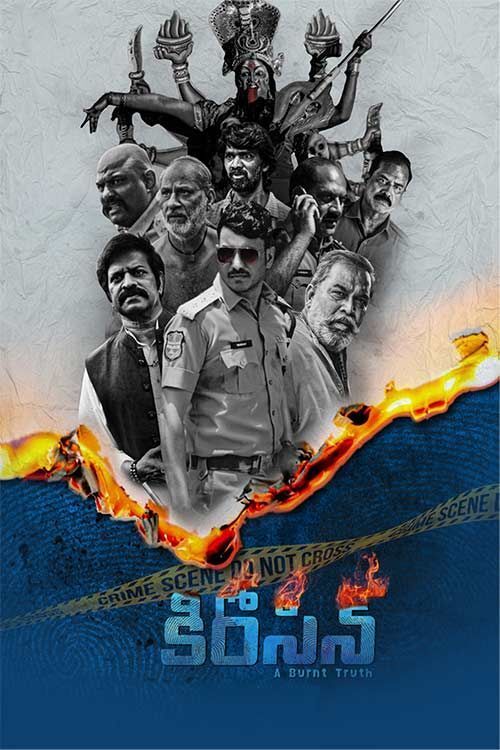 CRIME SCENE DO NOT CROSS
CRIME SCENE D
కిరోసిన్
A Burnt Truth